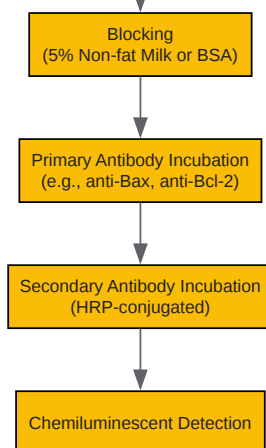 Blocking
(5% Non-fat Milk or BSA)
Primary Antibody Incubation
(e.g., anti-Bax, anti-Bcl-2)
Secondary Antibody Incubation
(HRP-conjugated)
Chemiluminescent Detection